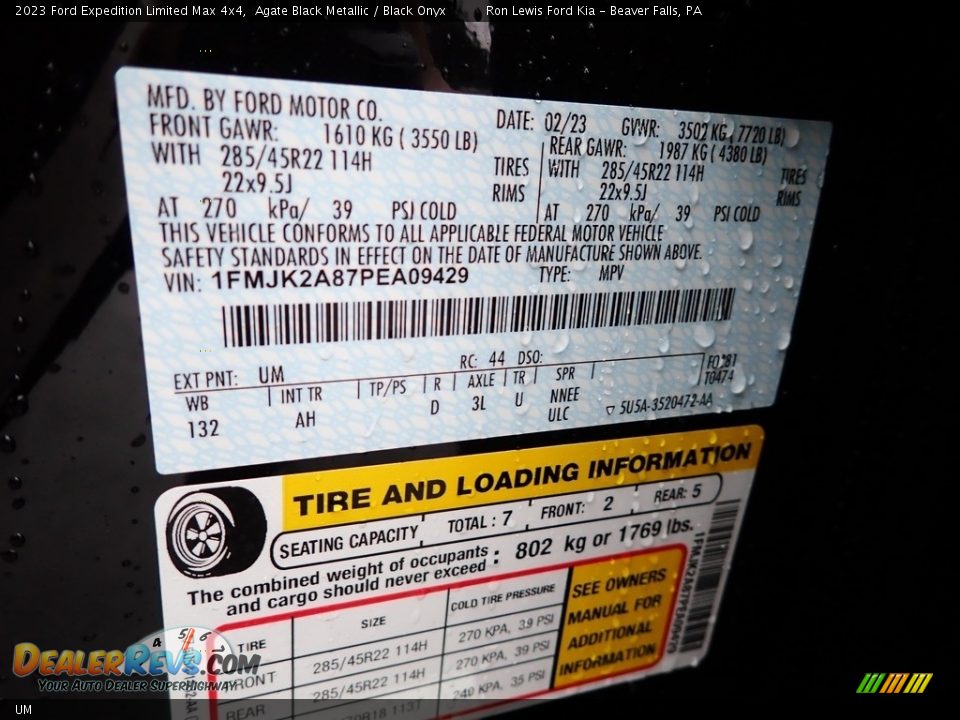 2023 Ford Expedition Limited Max 4x4, Agate Black Metallic / Black Onyx Ron Lewis Ford Kia - Beaver Falls, PA
MFD. BY FORD MOTOR CO.
DATE: 02/23 GVWR: 3502 KG ( 7720 LB)
FRONT GAWR: 1610 KG ( 3550 LB)
WITH 285/45R22 114H TIRES
22x9.5J RIMS
AT 270 kPa/ 39 PSI COLD
REAR GAWR: 1987 KG ( 4380 LB)
WITH 285/45R22 114H TIRES
22x9.5J RIMS
AT 270 kPa/ 39 PSI COLD
THIS VEHICLE CONFORMS TO ALL APPLICABLE FEDERAL MOTOR VEHICLE
SAFETY STANDARDS IN EFFECT ON THE DATE OF MANUFACTURE SHOWN ABOVE.
VIN: 1FMJK2A87PEA09429 TYPE: MPV
EXT PNT: UM RC: 44 DSO:
WB INT TR TP/PS R AXLE TR SPR
132 AH D 3L U NNEE
ULC
T0474
▽ 5U5A-3520472-AA
TIRE AND LOADING INFORMATION
SEATING CAPACITY TOTAL : 7 FRONT: 2 REAR: 5
The combined weight of occupants
and cargo should never exceed : 802 kg or 1769 lbs.
TIRE SIZE COLD TIRE PRESSURE
FRONT 285/45R22 114H 270 KPA, 39 PSI
REAR 285/45R22 114H 270 KPA, 39 PSI
240 KPA, 35 PSI
SEE OWNERS
MANUAL FOR
ADDITIONAL
INFORMATION
1FMJK2A87PEA09429
DEALERREVS.COM
Your Auto Dealer SuperHighway
4 5 6
UM